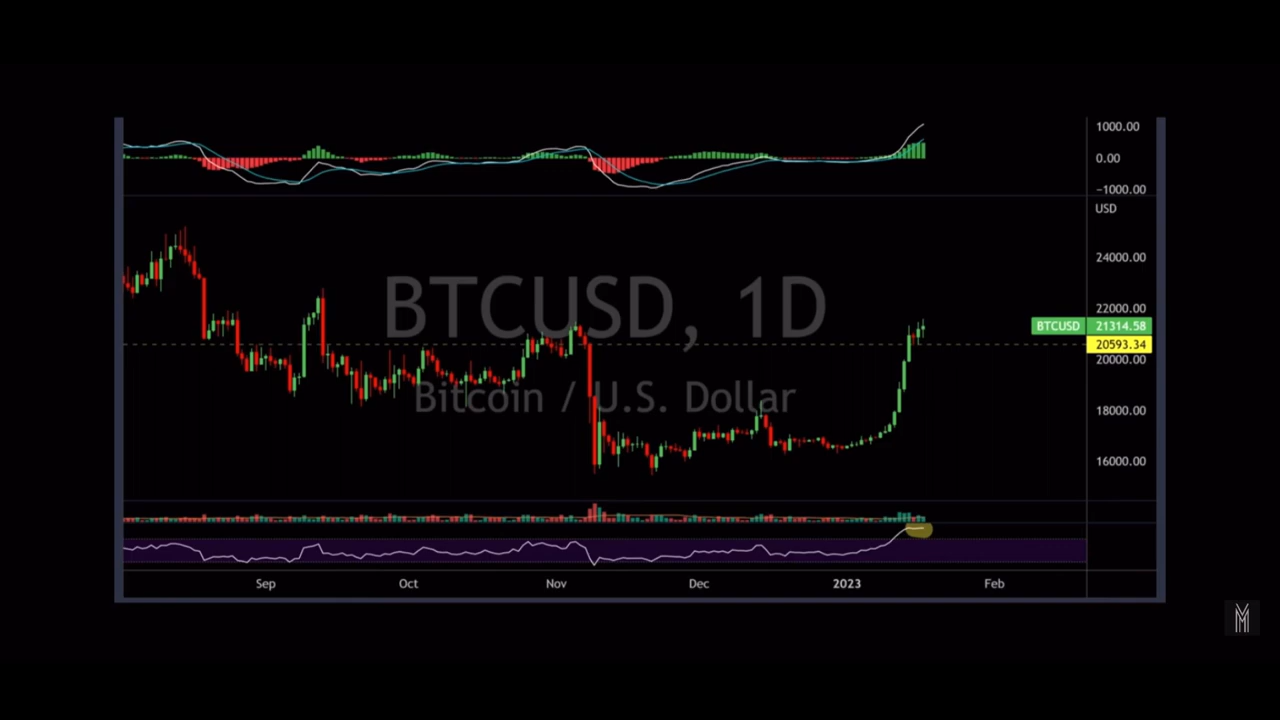 1000.00
0.00
−1000.00
USD
24000.00
BTCUSD, 1D
22000.00
BTCUSD 21314.58
20593.34
20000.00
Bitcoin / U.S. Dollar
18000.00
16000.00
Sep Oct Nov Dec 2023 Feb
M